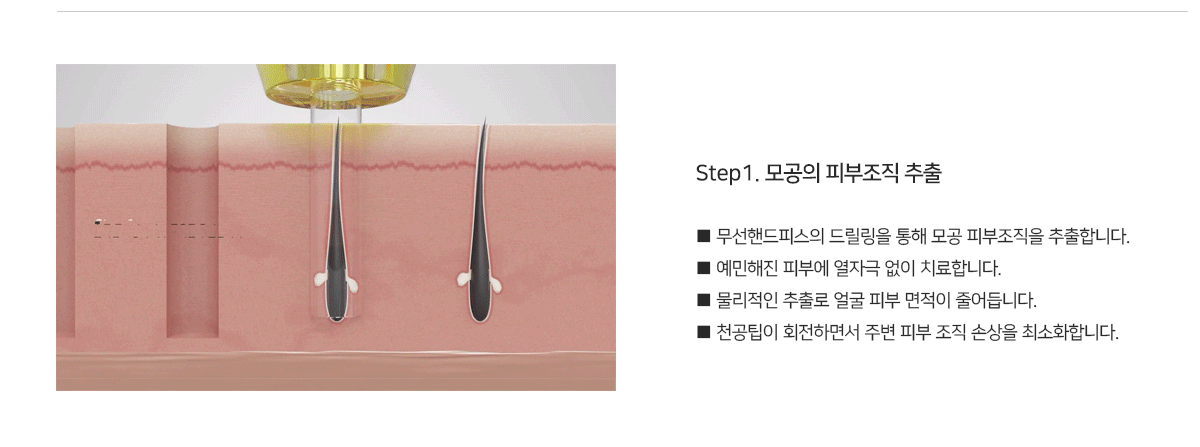 Step1. 모공의 피부조직 추출
■ 무선핸드피스의 드릴링을 통해 모공 피부조직을 추출합니다.
■ 예민해진 피부에 열자극 없이 치료합니다.
■ 물리적인 추출로 얼굴 피부 면적이 줄어듭니다.
■ 천공팁이 회전하면서 주변 피부 조직 손상을 최소화합니다.